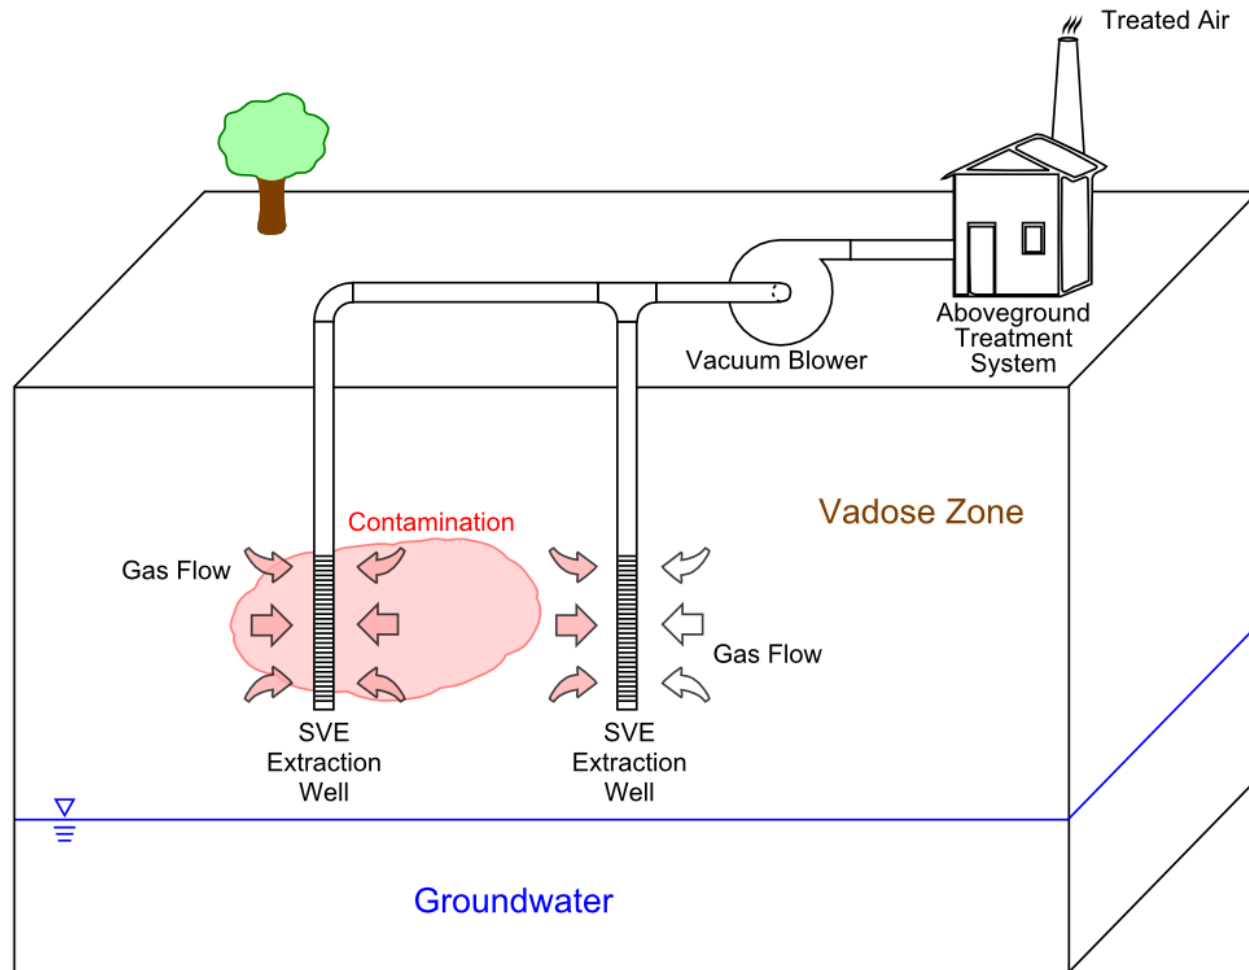 Treated Air
Aboveground
Treatment
System
Vacuum Blower
Vadose Zone
Contamination
Gas Flow
Gas Flow
SVE
Extraction
Well
SVE
Extraction
Well
Groundwater